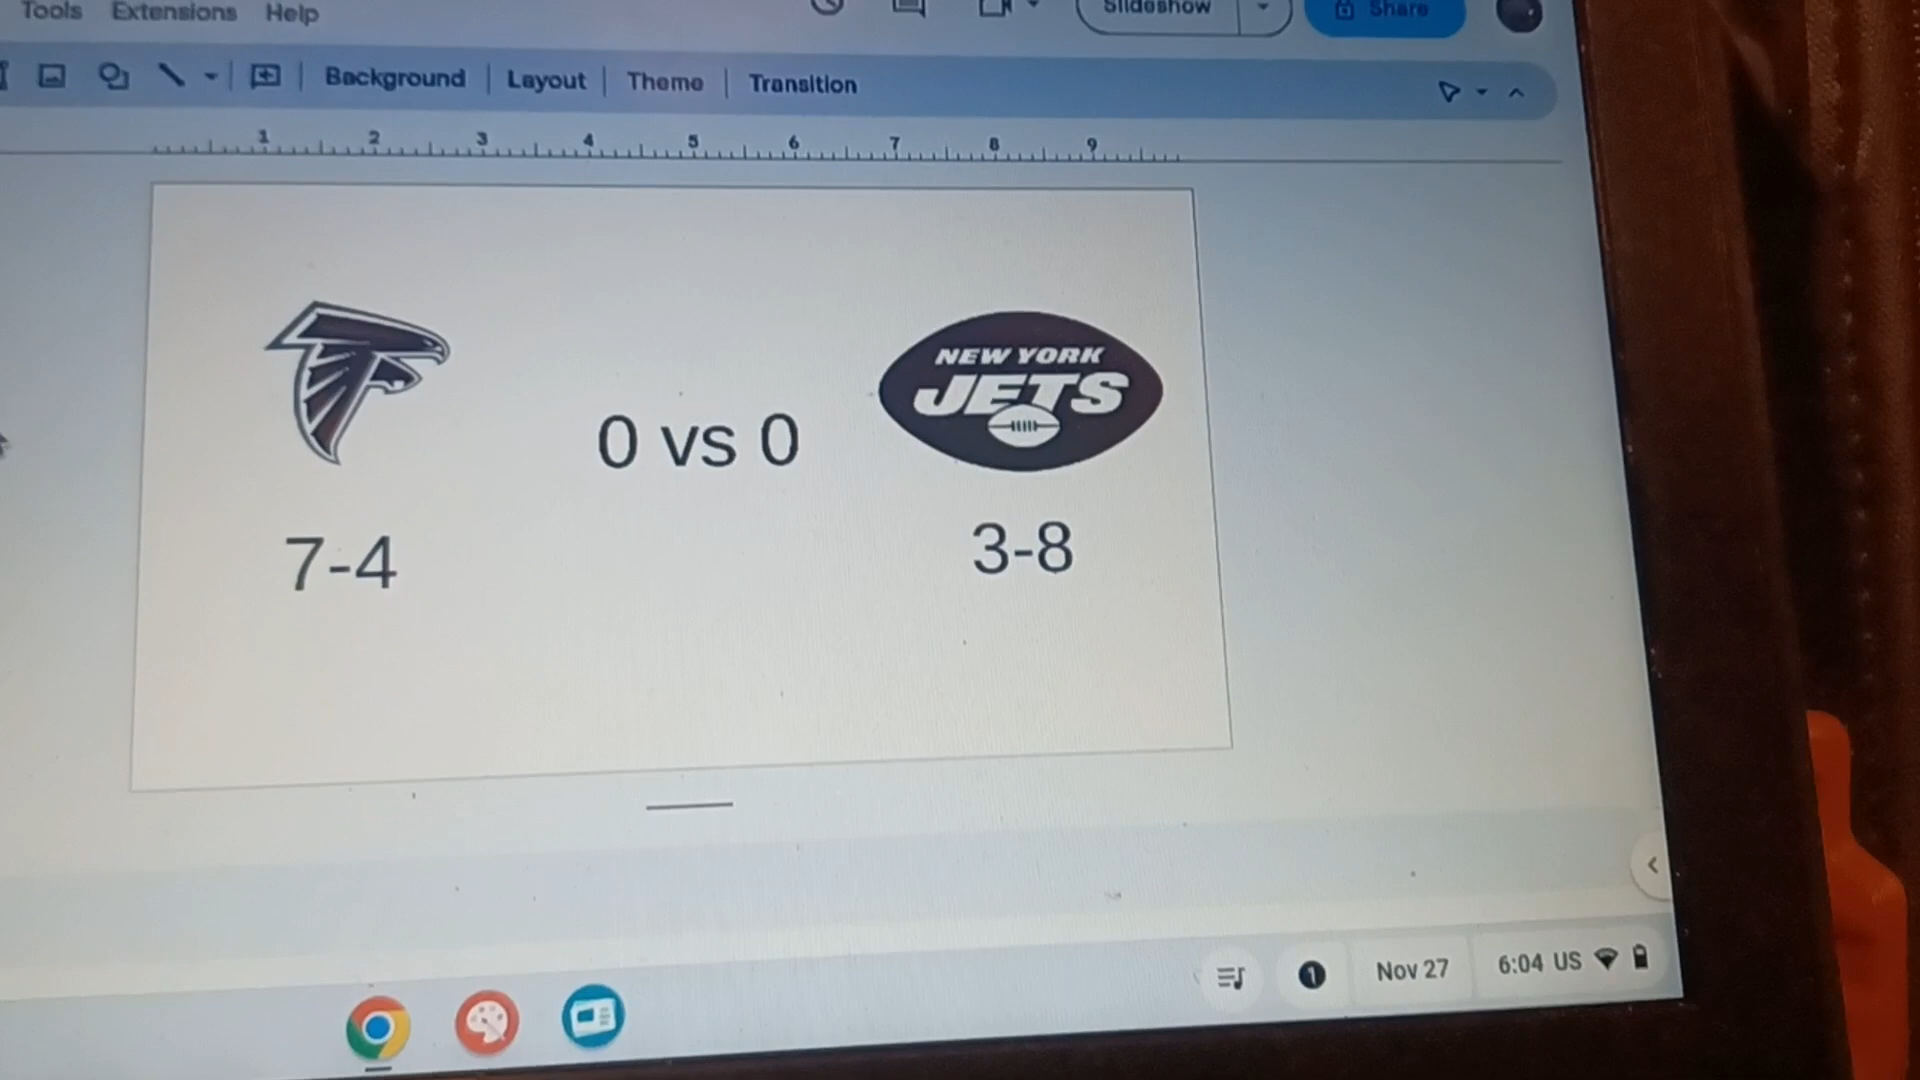 Tools Extensions Help
Slideshow
Share
Background Layout Theme Transition
1 2 3 4 5 6 7 8 9
NEW YORK
JETS
0 vs 0
7-4
3-8
1
Nov 27
6:04 US